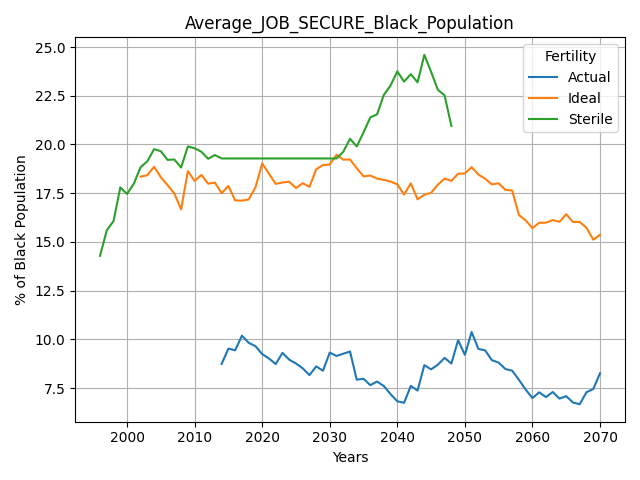 Average_JOB_SECURE_Black_Population
% of Black Population
25.0
22.5
20.0
17.5
15.0
12.5
10.0
7.5
Fertility
Actual
Ideal
Sterile
2000 2010 2020 2030 2040 2050 2060 2070
Years